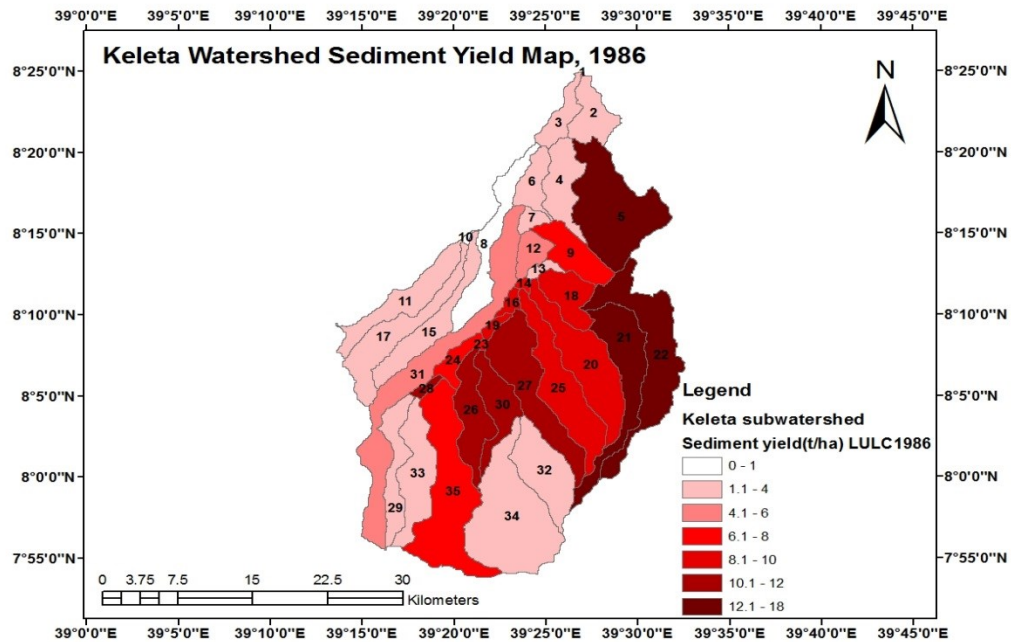 39°0'0"E 39°5'0"E 39°10'0"E 39°15'0"E 39°20'0"E 39°25'0"E 39°30'0"E 39°35'0"E 39°40'0"E 39°45'0"E
Keleta Watershed Sediment Yield Map, 1986
N
8°25'0"N 8°25'0"N
1
2
3
8°20'0"N 8°20'0"N
6 4
5
7
8°15'0"N 8°15'0"N
10 8 12 9
13
14 18
11 16
8°10'0"N 8°10'0"N
17 15 19 21
23 20 22
24
31 27 25
28
8°5'0"N 8°5'0"N
26 30
33 32
8°0'0"N 8°0'0"N
35
29 34
7°55'0"N 7°55'0"N
Legend
Keleta subwatershed
Sediment yield(t/ha) LULC1986
0 - 1
1.1 - 4
4.1 - 6
6.1 - 8
8.1 - 10
10.1 - 12
12.1 - 18
0 3.75 7.5 15 22.5 30
Kilometers
39°0'0"E 39°5'0"E 39°10'0"E 39°15'0"E 39°20'0"E 39°25'0"E 39°30'0"E 39°35'0"E 39°40'0"E 39°45'0"E